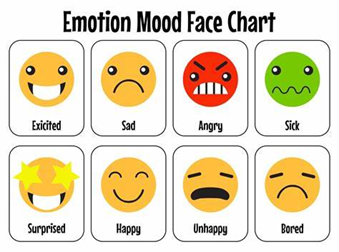 Emotion Mood Face Chart
Exicited
Sad
Angry
Sick
Surprised
Happy
Unhappy
Bored